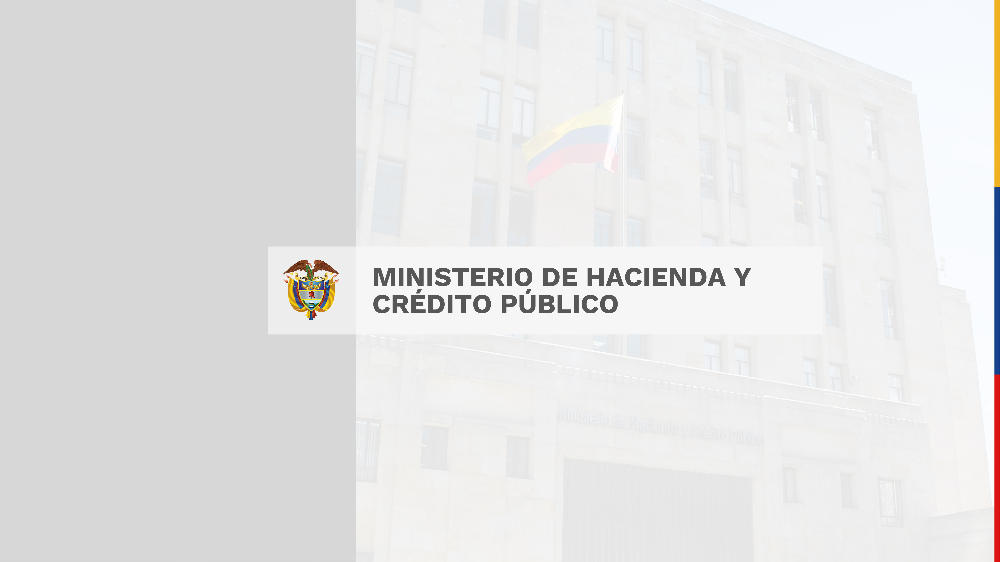 Libertad y Orden
MINISTERIO DE HACIENDA Y
CRÉDITO PÚBLICO
Ministerio de Hacienda y Crédito Público